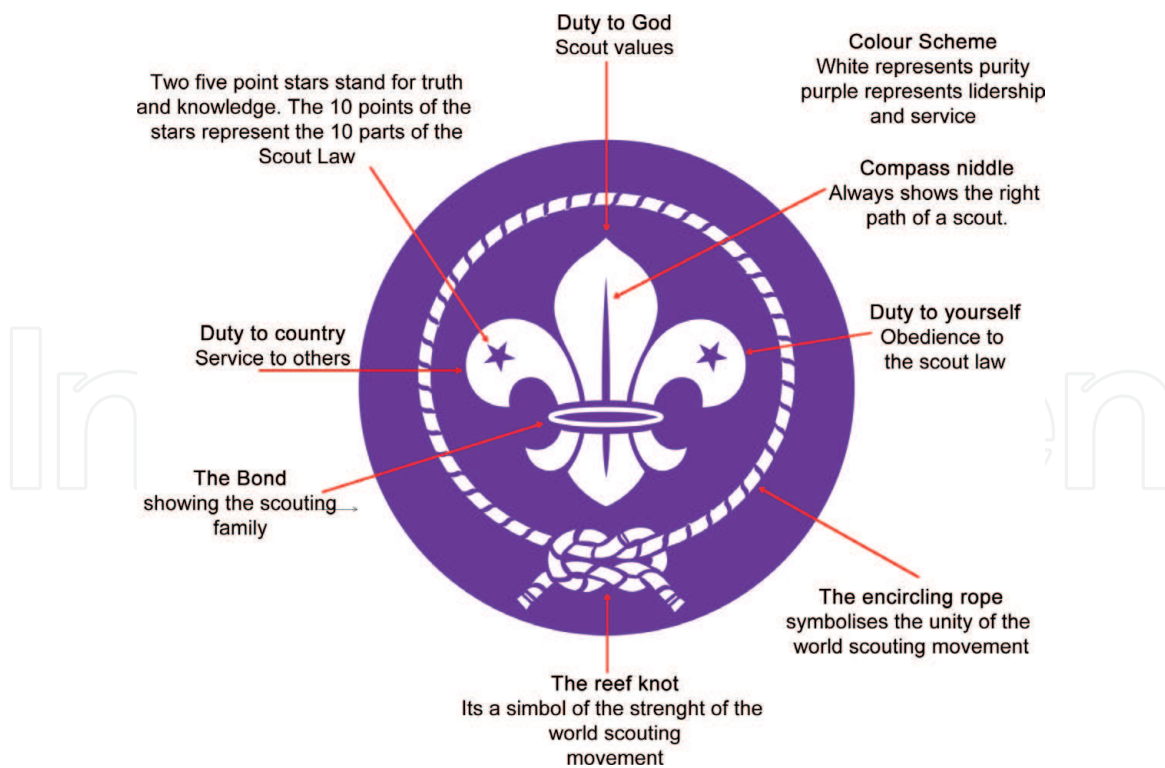 Duty to God
Scout values
Colour Scheme
White represents purity
purple represents lidership
and service
Two five point stars stand for truth
and knowledge. The 10 points of the
stars represent the 10 parts of the
Scout Law
Compass niddle
Always shows the right
path of a scout.
Duty to country
Service to others
Duty to yourself
Obedience to
the scout law
The Bond
showing the scouting
family
The encircling rope
symbolises the unity of the
world scouting movement
The reef knot
Its a simbol of the strenght of the
world scouting
movement